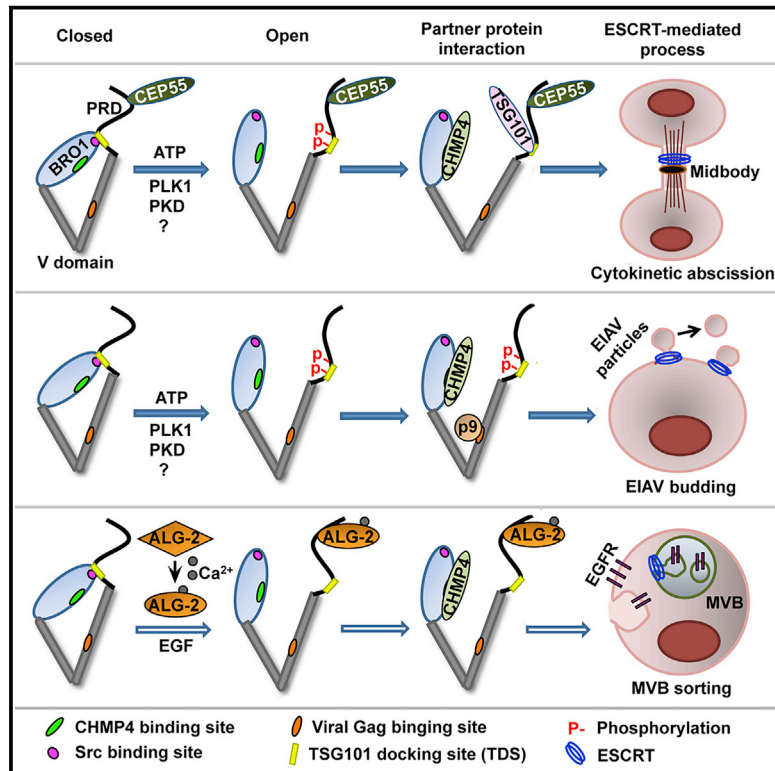 Closed
Open
Partner protein
interaction
ESCRT-mediated
process
PRD
CEP55
BRO1
V domain
ATP
PLK1
PKD
?
CEP55
P
P
CHMP4
TSG101
CEP55
Midbody
Cytokinetic abscission
ATP
PLK1
PKD
?
P
P
CHMP4
p9
P
P
EIAV
particles
EIAV budding
ALG-2
Ca2+
ALG-2
EGF
ALG-2
CHMP4
ALG-2
EGFR
MVB
MVB sorting
CHMP4 binding site
Src binding site
Viral Gag binging site
TSG101 docking site (TDS)
P- Phosphorylation
ESCRT